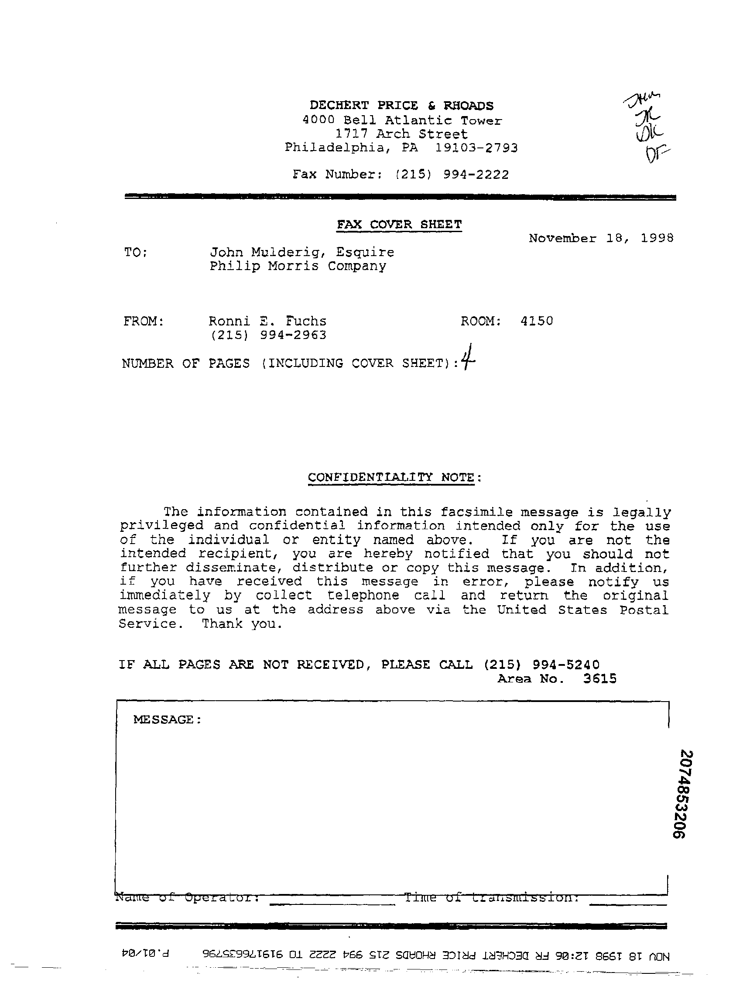 DECHERT PRICE & RHOADS
4000 Bell Atlantic Tower
1717 Arch Street
Philadelphia, PA 19103-2793
Fax Number: (215) 994-2222
JK
DF
FAX COVER SHEET
November 18, 1998
TO: John Mulderig, Esquire
Philip Morris Company
FROM: Ronni E. Fuchs ROOM: 4150
(215) 994-2963
NUMBER OF PAGES (INCLUDING COVER SHEET): 4
CONFIDENTIALITY NOTE:
The information contained in this facsimile message is legally
privileged and confidential information intended only for the use
of the individual or entity named above. If you are not the
intended recipient, you are hereby notified that you should not
further disseminate, distribute or copy this message. In addition,
if you have received this message in error, please notify us
immediately by collect telephone call and return the original
message to us at the address above via the United States Postal
Service. Thank you.
IF ALL PAGES ARE NOT RECEIVED, PLEASE CALL (215) 994-5240
Area No. 3615
MESSAGE:
2074853206
Name of Operator: Time of transmission:
NOV 18 1998 12:06 FR DECHERT PRICE RHOADS 215 994 2222 TO 919176635796 P.01/04